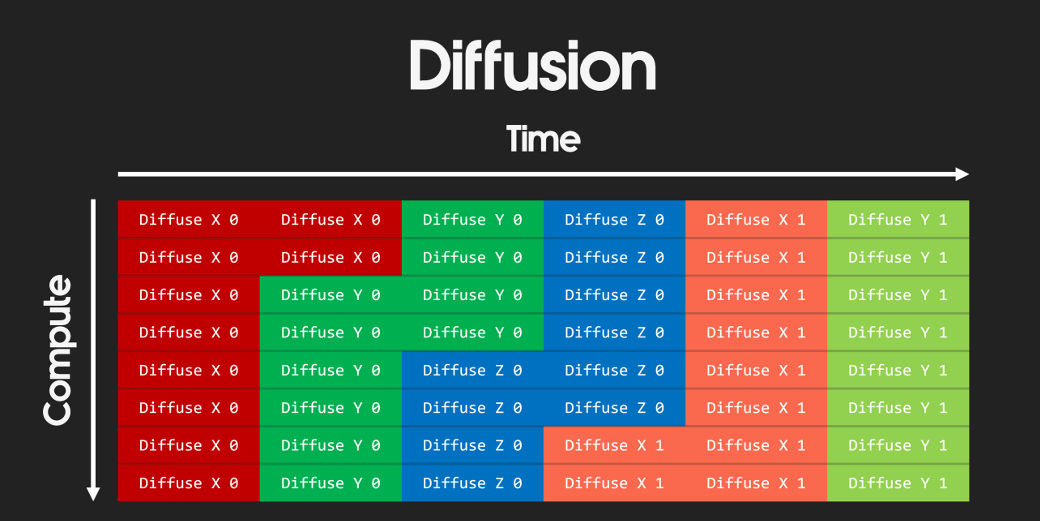 Diffusion
Time
Compute
Diffuse X 0 Diffuse X 0 Diffuse Y 0 Diffuse Z 0 Diffuse X 1 Diffuse Y 1
Diffuse X 0 Diffuse X 0 Diffuse Y 0 Diffuse Z 0 Diffuse X 1 Diffuse Y 1
Diffuse X 0 Diffuse Y 0 Diffuse Y 0 Diffuse Z 0 Diffuse X 1 Diffuse Y 1
Diffuse X 0 Diffuse Y 0 Diffuse Y 0 Diffuse Z 0 Diffuse X 1 Diffuse Y 1
Diffuse X 0 Diffuse Y 0 Diffuse Z 0 Diffuse Z 0 Diffuse X 1 Diffuse Y 1
Diffuse X 0 Diffuse Y 0 Diffuse Z 0 Diffuse Z 0 Diffuse X 1 Diffuse Y 1
Diffuse X 0 Diffuse Y 0 Diffuse Z 0 Diffuse X 1 Diffuse X 1 Diffuse Y 1
Diffuse X 0 Diffuse Y 0 Diffuse Z 0 Diffuse X 1 Diffuse X 1 Diffuse Y 1